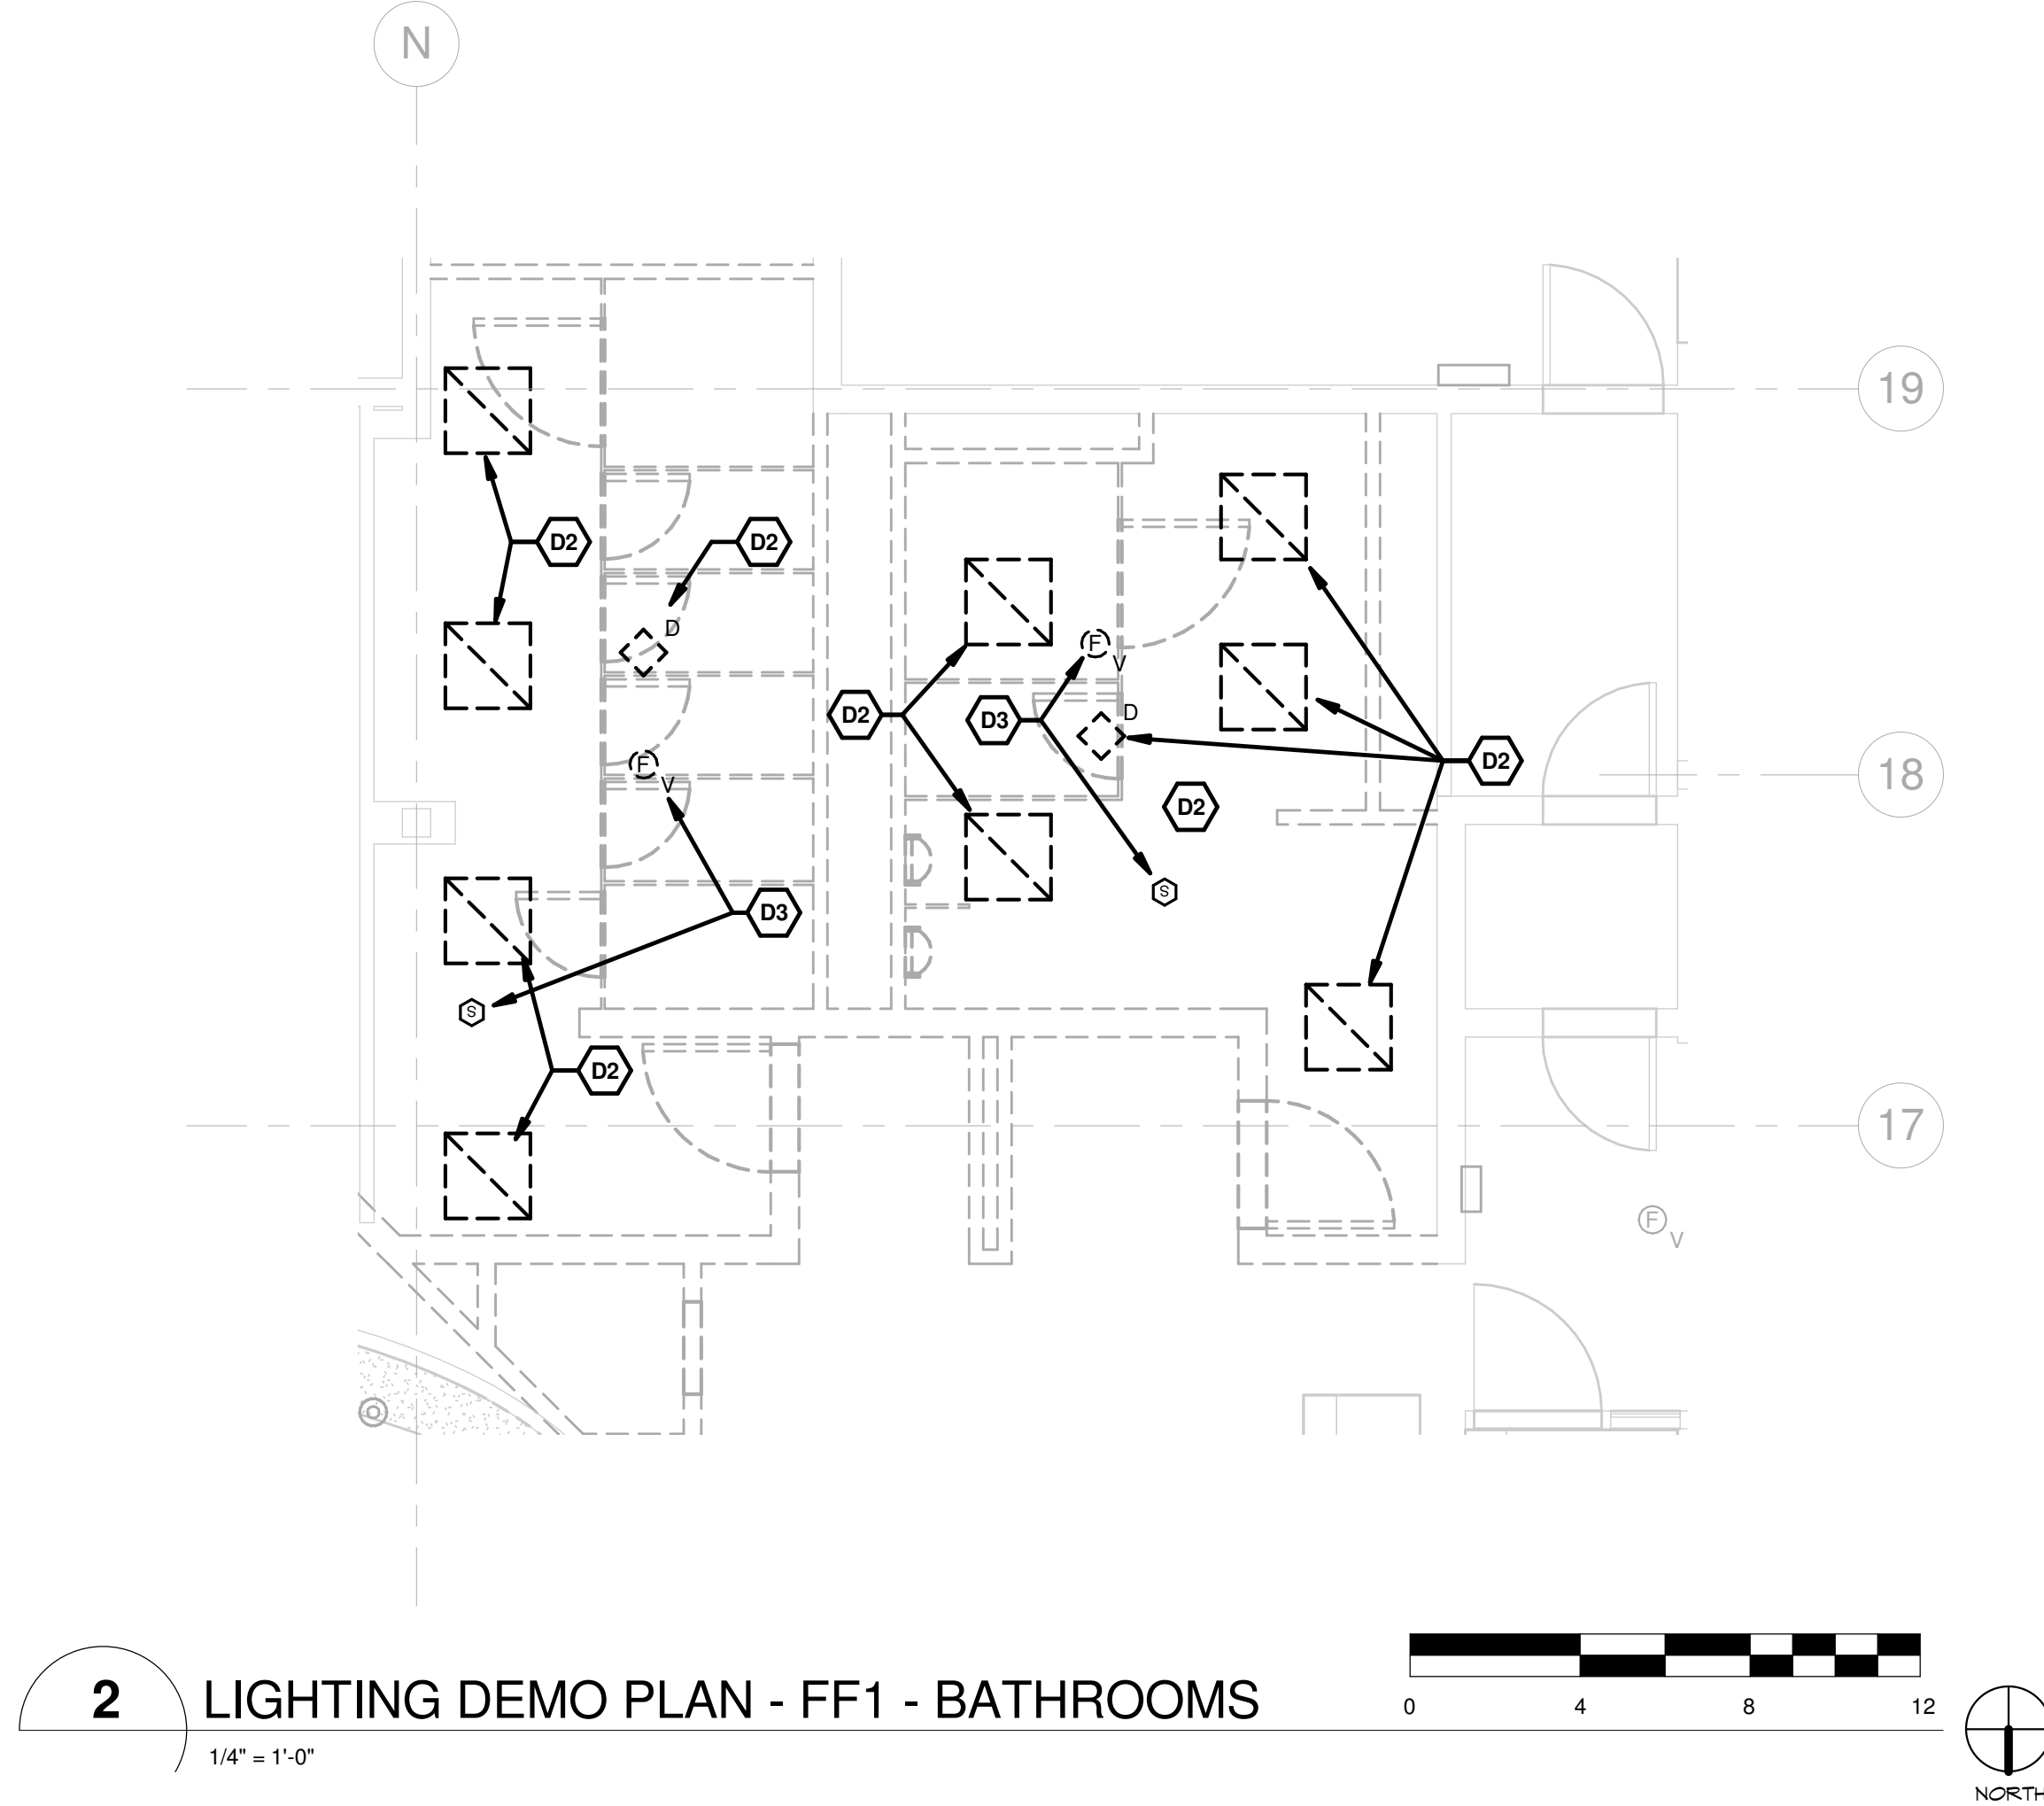 N
19
D2
D2
D
F
V
D2
D3
D
D2
F
V
D2
18
S
D3
S
D2
17
F
V
2
LIGHTING DEMO PLAN - FF1 - BATHROOMS
1/4" = 1'-0"
0 4 8 12
NORTH